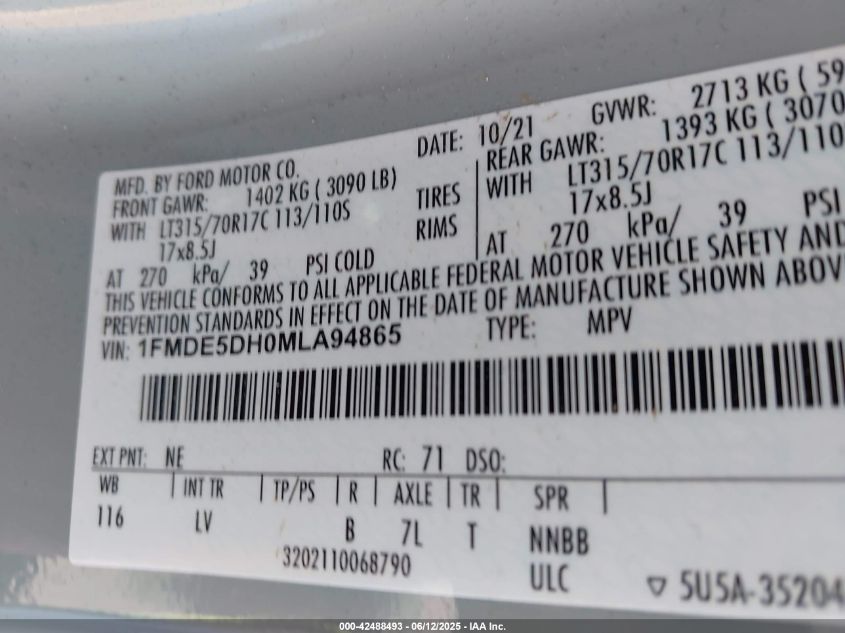 MFD. BY FORD MOTOR CO. DATE: 10/21 GVWR: 2713 KG ( 59
FRONT GAWR: 1402 KG ( 3090 LB) REAR GAWR: 1393 KG ( 3070
WITH LT315/70R17C 113/110S TIRES WITH LT315/70R17C 113/110
17x8.5J RIMS 17x8.5J
AT 270 kPa/ 39 PSI COLD AT 270 kPa/ 39 PSI
THIS VEHICLE CONFORMS TO ALL APPLICABLE FEDERAL MOTOR VEHICLE SAFETY AND
PREVENTION STANDARDS IN EFFECT ON THE DATE OF MANUFACTURE SHOWN ABOV
VIN: 1FMDE5DH0MLA94865 TYPE: MPV
EXT PNT: NE RC: 71 DSO:
WB | INT TR | TP/PS | R | AXLE | TR | SPR |
116 LV B 7L T NNBB
3202110068790 ULC 5U5A-35204
000-42488493 - 06/12/2025 - IAA Inc.